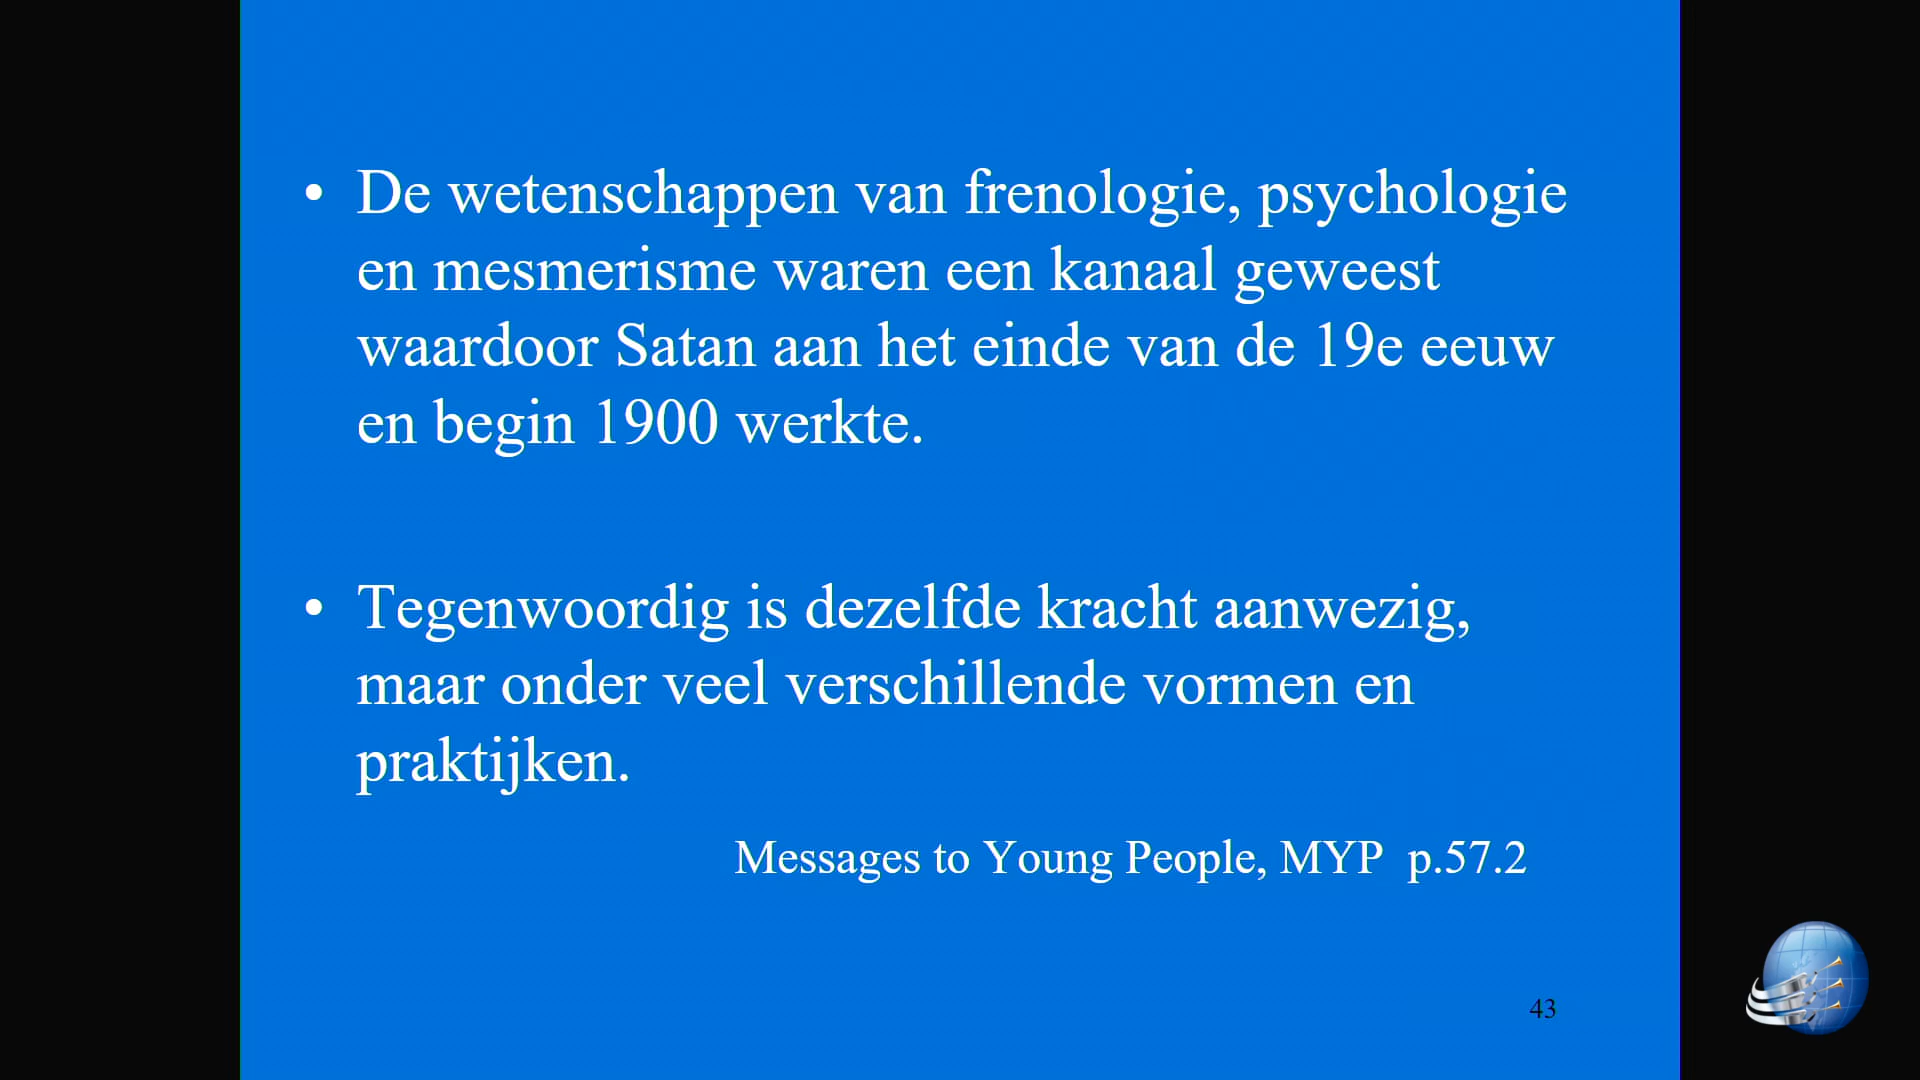 • De wetenschappen van frenologie, psychologie
en mesmerisme waren een kanaal geweest
waardoor Satan aan het einde van de 19e eeuw
en begin 1900 werkte.
• Tegenwoordig is dezelfde kracht aanwezig,
maar onder veel verschillende vormen en
praktijken.
Messages to Young People, MYP p.57.2
43